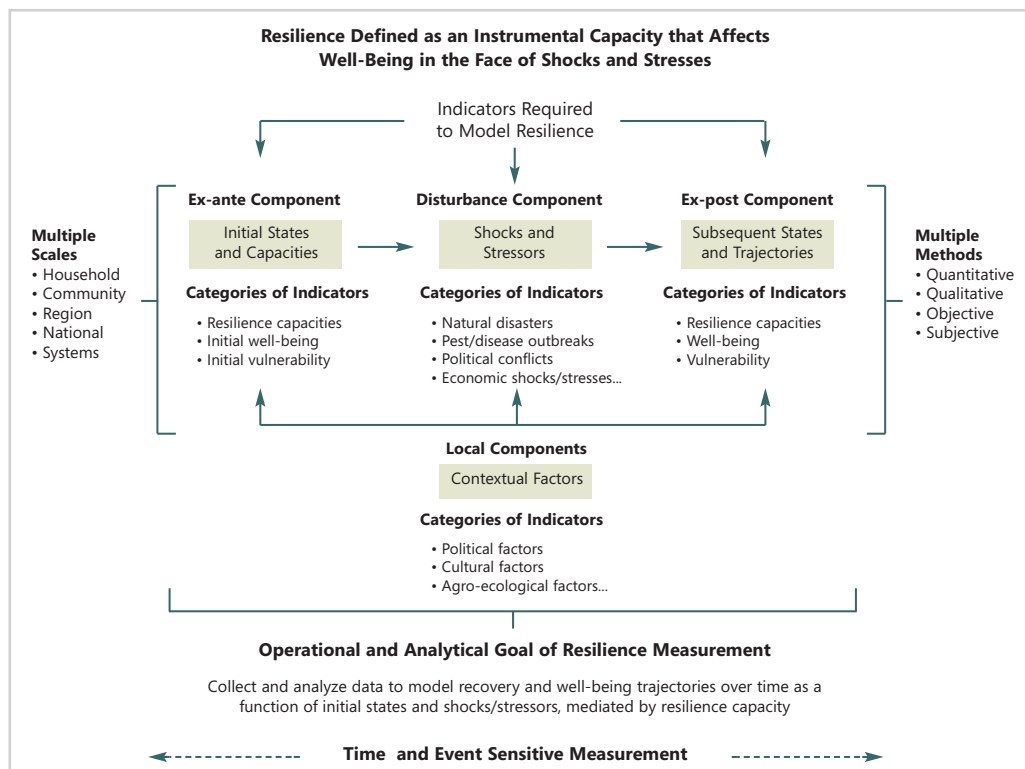 Resilience Defined as an Instrumental Capacity that Affects
Well-Being in the Face of Shocks and Stresses
Indicators Required
to Model Resilience
Multiple
Scales
• Household
• Community
• Region
• National
• Systems
Ex-ante Component
Initial States
and Capacities
Categories of Indicators
• Resilience capacities
• Initial well-being
• Initial vulnerability
Disturbance Component
Shocks and
Stressors
Categories of Indicators
• Natural disasters
• Pest/disease outbreaks
• Political conflicts
• Economic shocks/stresses...
Ex-post Component
Subsequent States
and Trajectories
Categories of Indicators
• Resilience capacities
• Well-being
• Vulnerability
Multiple
Methods
• Quantitative
• Qualitative
• Objective
• Subjective
Local Components
Contextual Factors
Categories of Indicators
• Political factors
• Cultural factors
• Agro-ecological factors...
Operational and Analytical Goal of Resilience Measurement
Collect and analyze data to model recovery and well-being trajectories over time as a
function of initial states and shocks/stressors, mediated by resilience capacity
Time and Event Sensitive Measurement